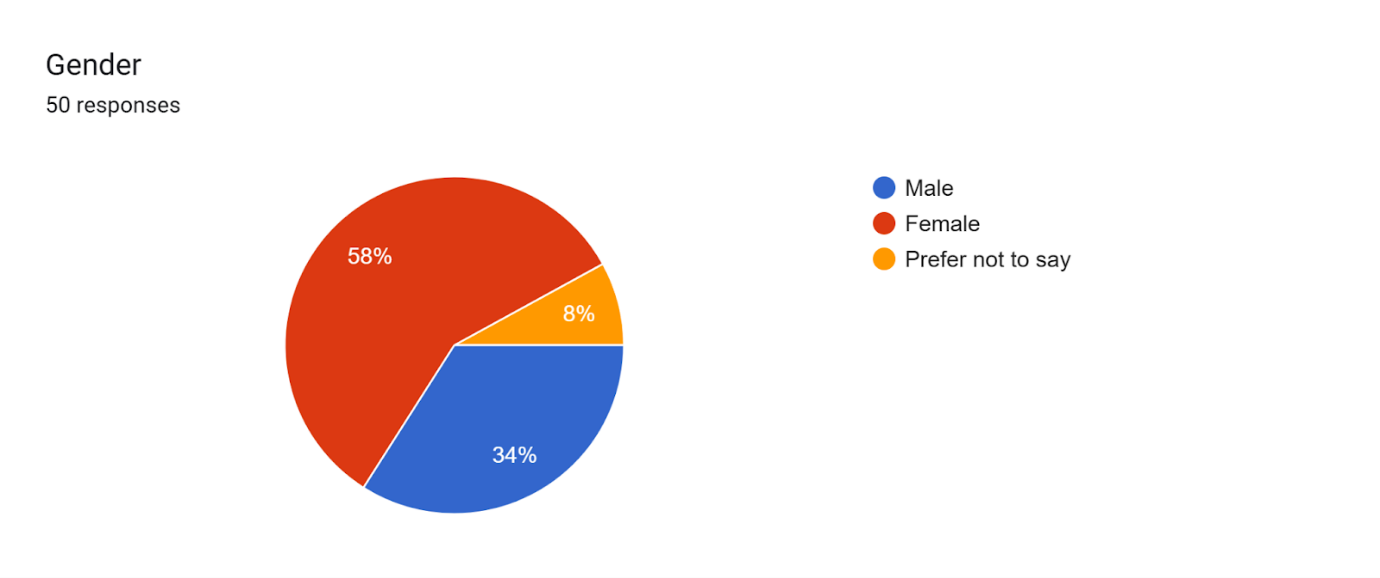 Gender
50 responses
Male
Female
Prefer not to say
58%
8%
34%